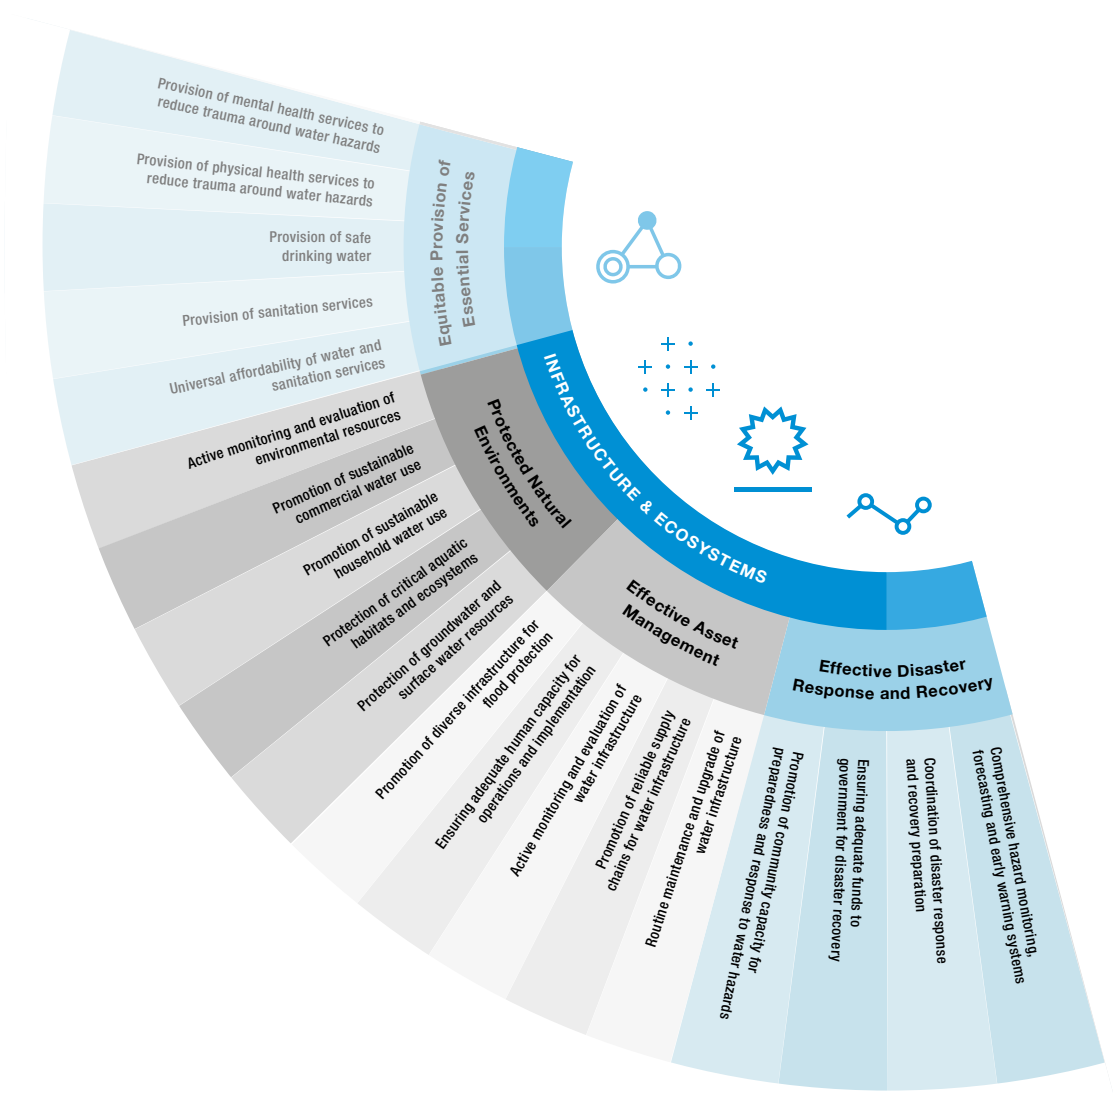 INFRASTRUCTURE & ECOSYSTEMS
Equitable Provision of
Essential Services
Provision of mental health services to
reduce trauma around water hazards
Provision of physical health services to
reduce trauma around water hazards
Provision of safe
drinking water
Provision of sanitation services
Universal affordability of water and
sanitation services
Protected Natural
Environments
Active monitoring and evaluation of
environmental resources
Promotion of sustainable
commercial water use
Promotion of sustainable
household water use
Protection of critical aquatic
habitats and ecosystems
Protection of groundwater and
surface water resources
Effective Asset
Management
Promotion of diverse infrastructure for
flood protection
Ensuring adequate human capacity for
operations and implementation
Active monitoring and evaluation of
water infrastructure
Promotion of reliable supply
chains for water infrastructure
Routine maintenance and upgrade of
water infrastructure
Effective Disaster
Response and Recovery
Promotion of community capacity for
preparedness and response to water hazards
Ensuring adequate funds to
government for disaster recovery
Coordination of disaster response
and recovery preparation
Comprehensive hazard monitoring,
forecasting and early warning systems